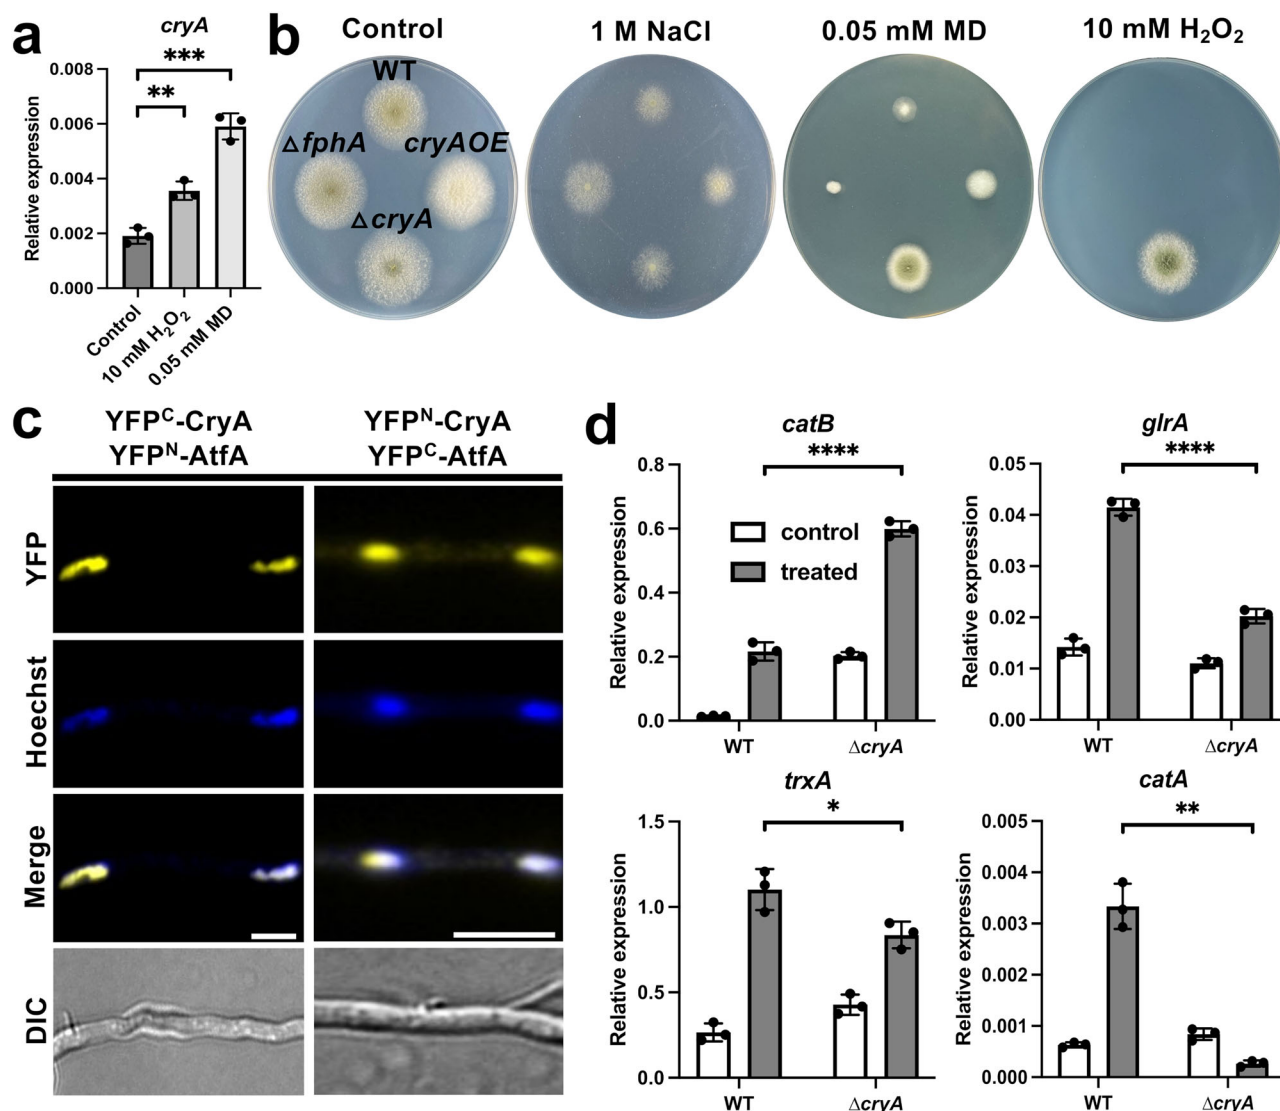 a
cryA
***
**
Relative expression
0.008
0.006
0.004
0.002
0.000
Control
10 mM H₂O₂
0.05 mM MD
b
Control
1 M NaCl
0.05 mM MD
10 mM H₂O₂
WT
ΔfphA
cryAOE
ΔcryA
c
YFPᶜ-CryA
YFPᴺ-AtfA
YFPᴺ-CryA
YFPᶜ-AtfA
YFP
Hoechst
Merge
DIC
d
catB
****
Relative expression
0.8
0.6
0.4
0.2
0.0
control
treated
WT
ΔcryA
glrA
****
Relative expression
0.05
0.04
0.03
0.02
0.01
0.00
WT
ΔcryA
trxA
*
Relative expression
1.5
1.0
0.5
0.0
WT
ΔcryA
catA
**
Relative expression
0.005
0.004
0.003
0.002
0.001
0.000
WT
ΔcryA